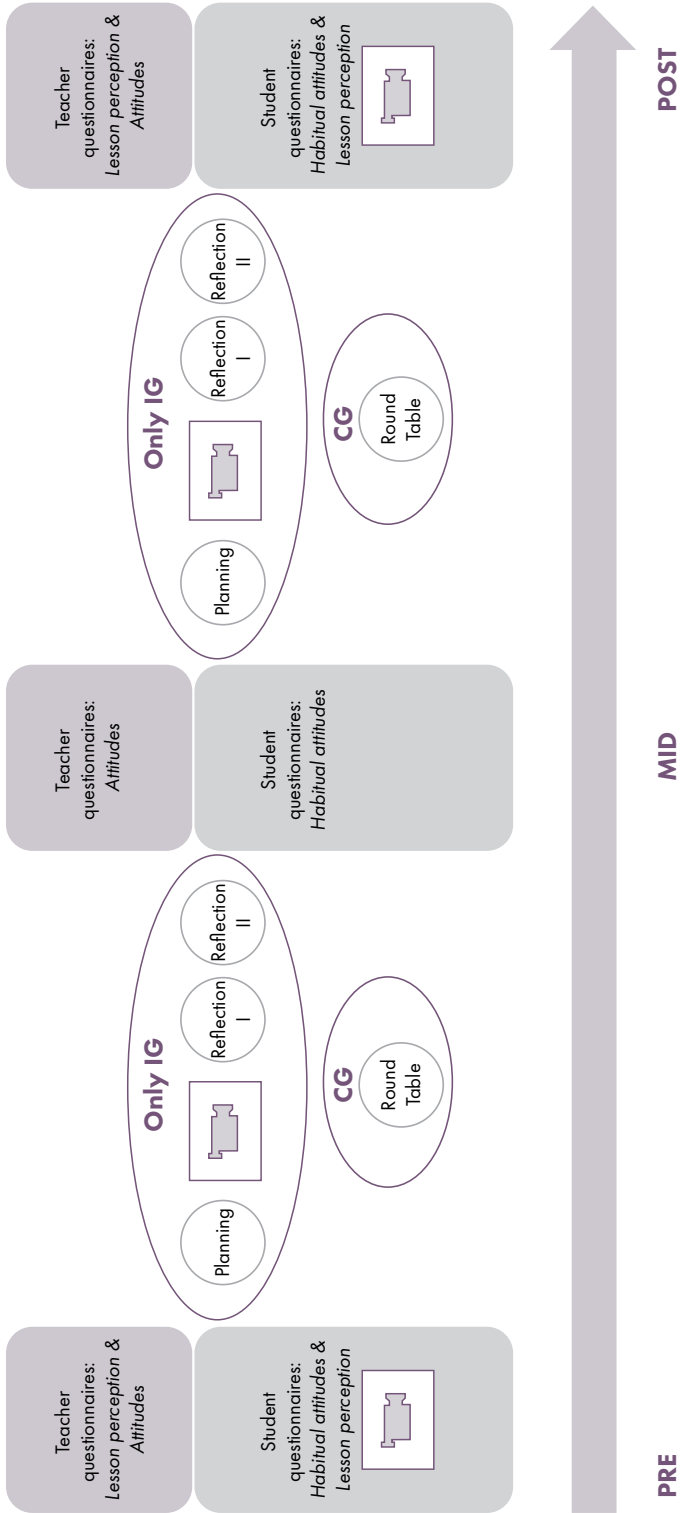 Teacher
questionnaires:
Lesson perception &
Attitudes
Student
questionnaires:
Habitual attitudes &
Lesson perception
Only IG
Planning
Reflection
I
Reflection
II
CG
Round
Table
Teacher
questionnaires:
Attitudes
Student
questionnaires:
Habitual attitudes
Only IG
Planning
Reflection
I
Reflection
II
CG
Round
Table
Teacher
questionnaires:
Lesson perception &
Attitudes
Student
questionnaires:
Habitual attitudes &
Lesson perception
PRE
MID
POST